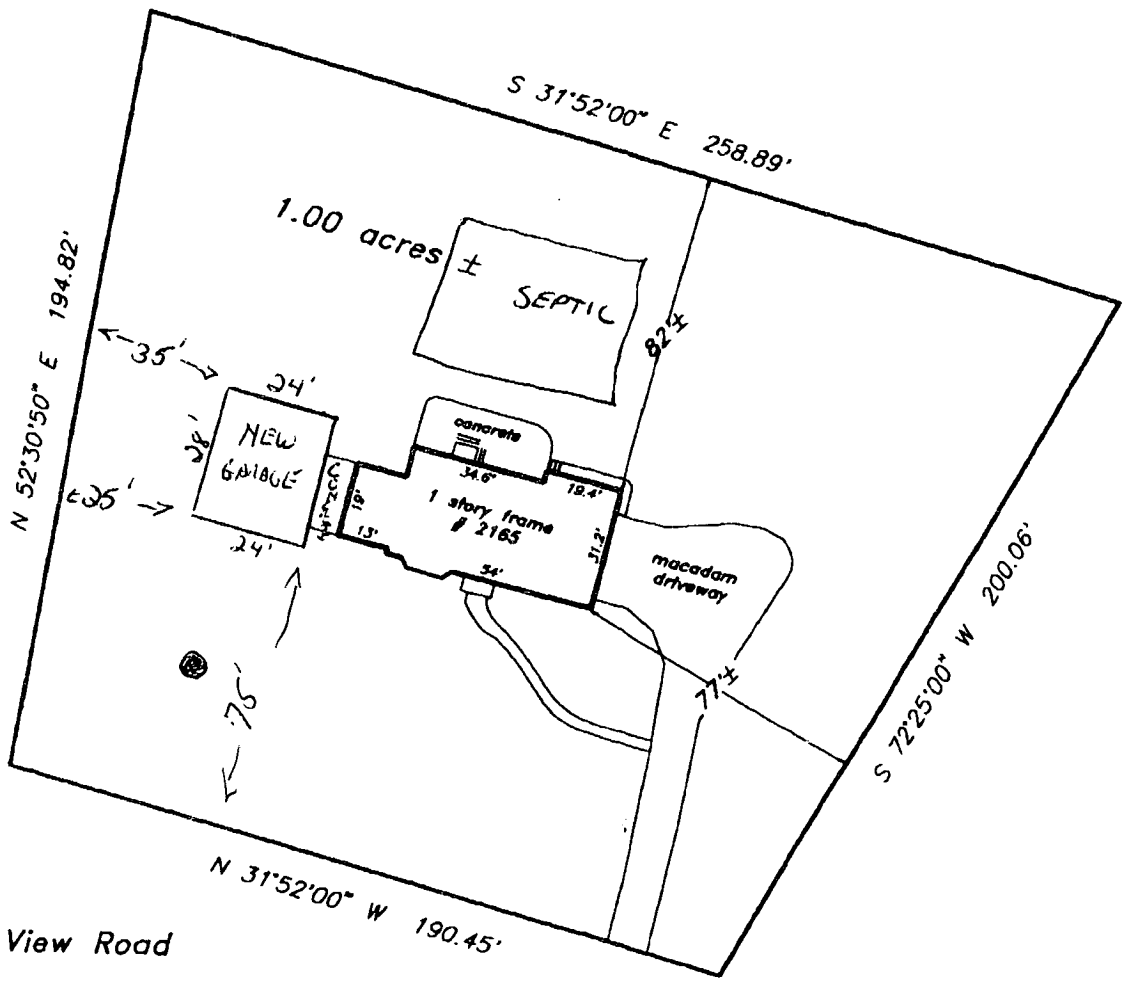 S 31°52'00" E 258.89'
1.00 acres ±
SEPTIC
N 52°30'50" E 194.82'
35'
24'
28'
NEW
GARAGE
35'
24'
82'±
concrete
34.6'
19.4'
19'
13'
1 story frame
# 2165
31.2'
54'
macadam
driveway
S 72°25'00" W 200.06'
77'±
75'
N 31°52'00" W 190.45'
View Road